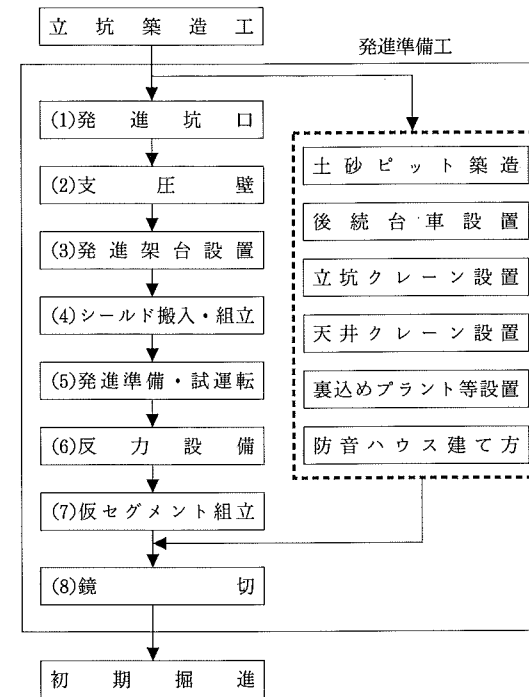 立坑築造工
発進準備工
(1)発進坑口
(2)支圧壁
(3)発進架台設置
(4)シールド搬入・組立
(5)発進準備・試運転
(6)反力設備
(7)仮セグメント組立
(8)鏡切
土砂ピット築造
後続台車設置
立坑クレーン設置
天井クレーン設置
裏込めプラント等設置
防音ハウス建て方
初期掘進